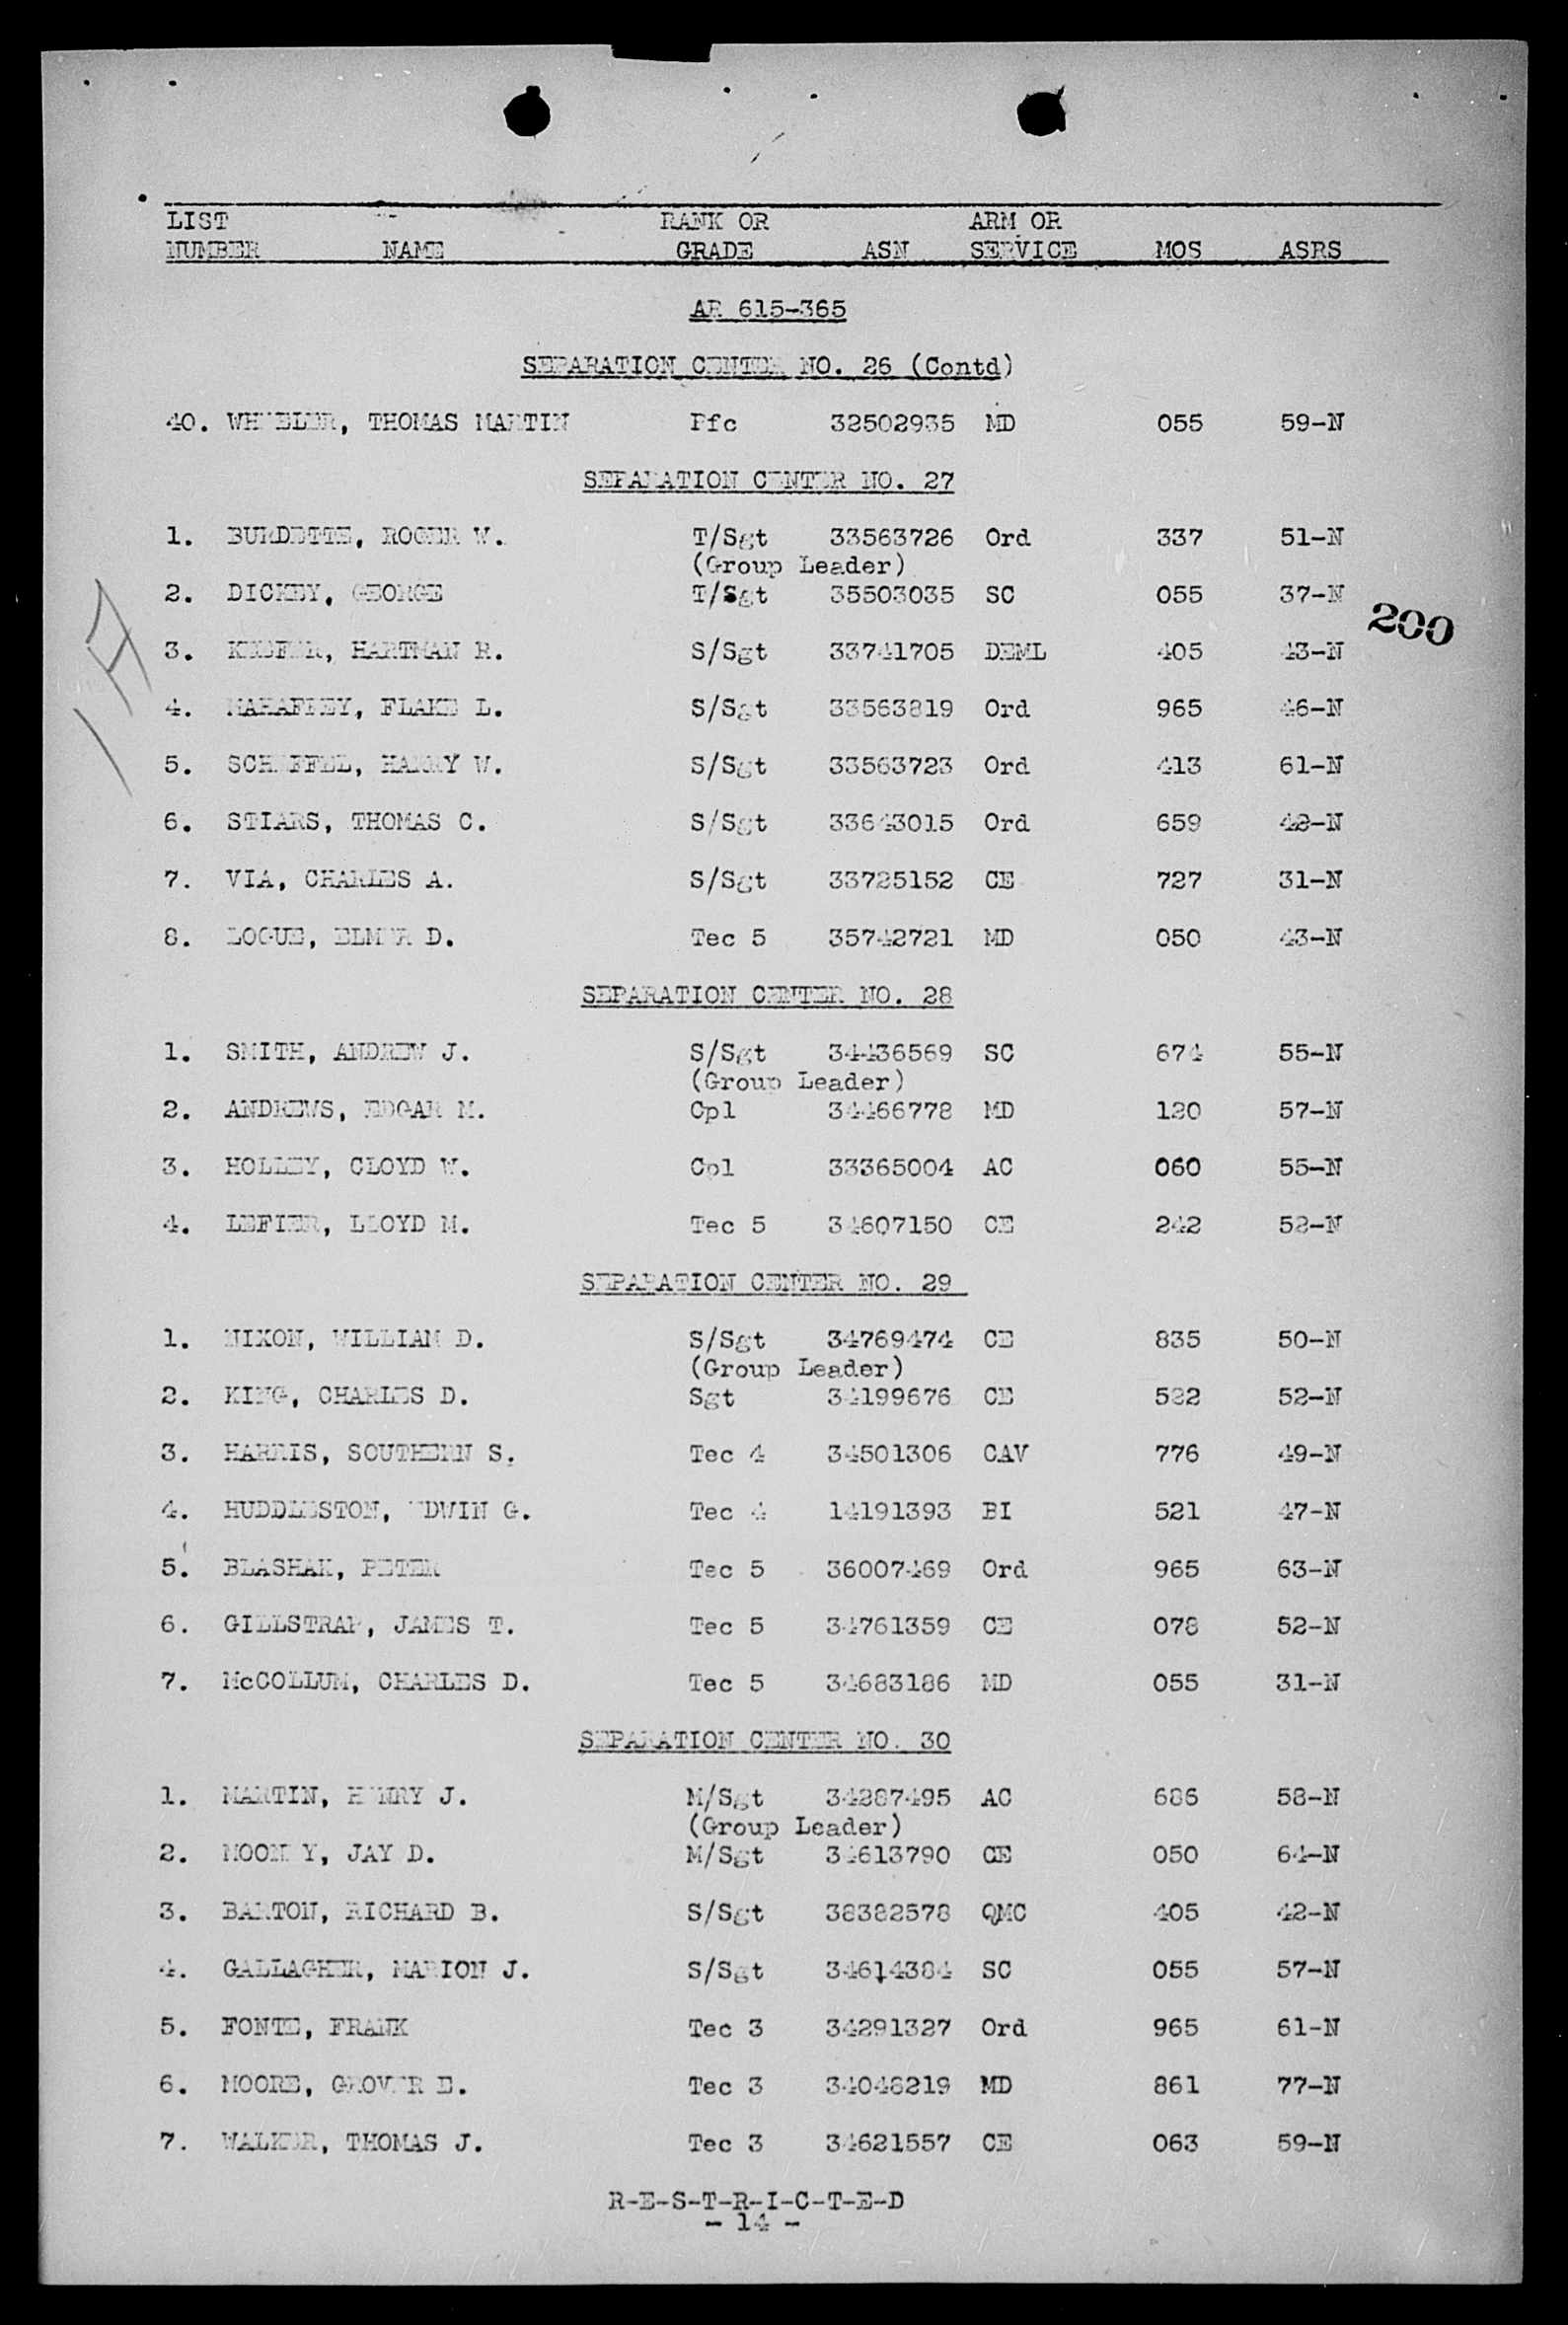 LIST RANK OR ARM OR
NUMBER NAME GRADE ASN SERVICE MOS ASRS
AR 615-365
SEPARATION CENTER NO. 26 (Contd)
40. WHEELER, THOMAS MARTIN Pfc 32502935 MD 055 59-N
SEPARATION CENTER NO. 27
1. BURDETTE, ROGER W. T/Sgt 33563726 Ord 337 51-N
(Group Leader)
2. DICKEY, GEORGE T/Sgt 35503035 SC 055 37-N
200
3. KEEFER, HARTMAN R. S/Sgt 33741705 DEML 405 43-N
4. MAHAFFEY, FLAKE L. S/Sgt 33563819 Ord 965 46-N
5. SCHEFFEL, HARRY W. S/Sgt 33563723 Ord 413 61-N
6. STIARS, THOMAS C. S/Sgt 33643015 Ord 659 48-N
7. VIA, CHARLES A. S/Sgt 33725152 CE 727 31-N
8. LOGUE, ELMER D. Tec 5 35742721 MD 050 43-N
SEPARATION CENTER NO. 28
1. SMITH, ANDREW J. S/Sgt 34436569 SC 674 55-N
(Group Leader)
2. ANDREWS, EDGAR M. Cpl 34466778 MD 120 57-N
3. HOLLEY, CLOYD W. Cpl 33365004 AC 060 55-N
4. LEFIER, LLOYD M. Tec 5 34607150 CE 242 52-N
SEPARATION CENTER NO. 29
1. NIXON, WILLIAM D. S/Sgt 34769474 CE 835 50-N
(Group Leader)
2. KING, CHARLES D. Sgt 34199676 CE 522 52-N
3. HARRIS, SOUTHERN S. Tec 4 34501306 CAV 776 49-N
4. HUDDLESTON, EDWIN G. Tec 4 14191393 BI 521 47-N
5. BLASHAK, PETER Tec 5 36007469 Ord 965 63-N
6. GILLSTRAP, JAMES T. Tec 5 34761359 CE 078 52-N
7. McCOLLUM, CHARLES D. Tec 5 34683186 MD 055 31-N
SEPARATION CENTER NO. 30
1. MARTIN, HENRY J. M/Sgt 34287495 AC 686 58-N
(Group Leader)
2. MOONEY, JAY D. M/Sgt 34613790 CE 050 64-N
3. BARTON, RICHARD B. S/Sgt 38382578 QMC 405 42-N
4. GALLAGHER, MARION J. S/Sgt 34614384 SC 055 57-N
5. FONTE, FRANK Tec 3 34291327 Ord 965 61-N
6. MOORE, GROVER E. Tec 3 34048219 MD 861 77-N
7. WALKER, THOMAS J. Tec 3 34621557 CE 063 59-N
R-E-S-T-R-I-C-T-E-D
- 14 -